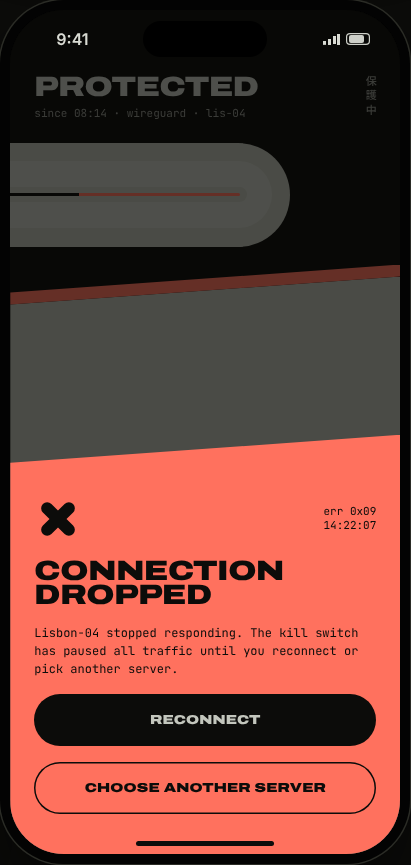 9:41
PROTECTED
since 08:14 · wireguard · lis-04
保護中
err 0x09
14:22:07
CONNECTION
DROPPED
Lisbon-04 stopped responding. The kill switch
has paused all traffic until you reconnect or
pick another server.
RECONNECT
CHOOSE ANOTHER SERVER